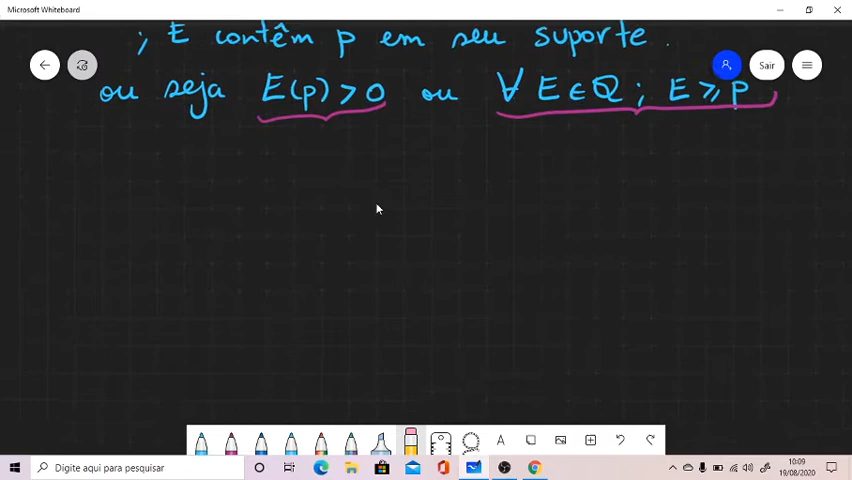 Microsoft Whiteboard
; E contêm p em seu suporte.
Sair
ou seja E(p) > 0 ou ∀ E ∈ Q ; E ⩾ p
A
Digite aqui para pesquisar
10:09
19/08/2020